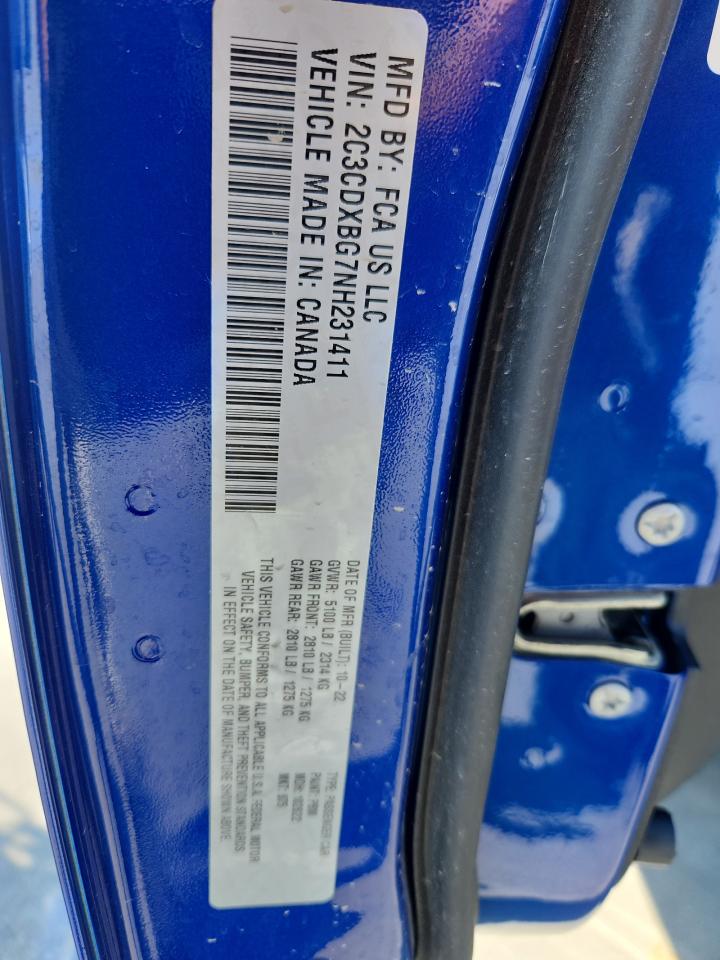 MFD BY: FCA US LLC
VIN: 2C3CDXBG7NH231411
VEHICLE MADE IN: CANADA
DATE OF MFR (BUILT): 10-22
GVWR: 5100 LB / 2314 KG
GAWR FRONT: 2810 LB / 1275 KG
GAWR REAR: 2810 LB / 1275 KG
TYPE: PASSENGER CAR
PAINT:
MDH:
MKT:
THIS VEHICLE CONFORMS TO ALL APPLICABLE U.S.A. FEDERAL MOTOR
VEHICLE SAFETY, BUMPER, AND THEFT PREVENTION STANDARDS
IN EFFECT ON THE DATE OF MANUFACTURE SHOWN ABOVE.